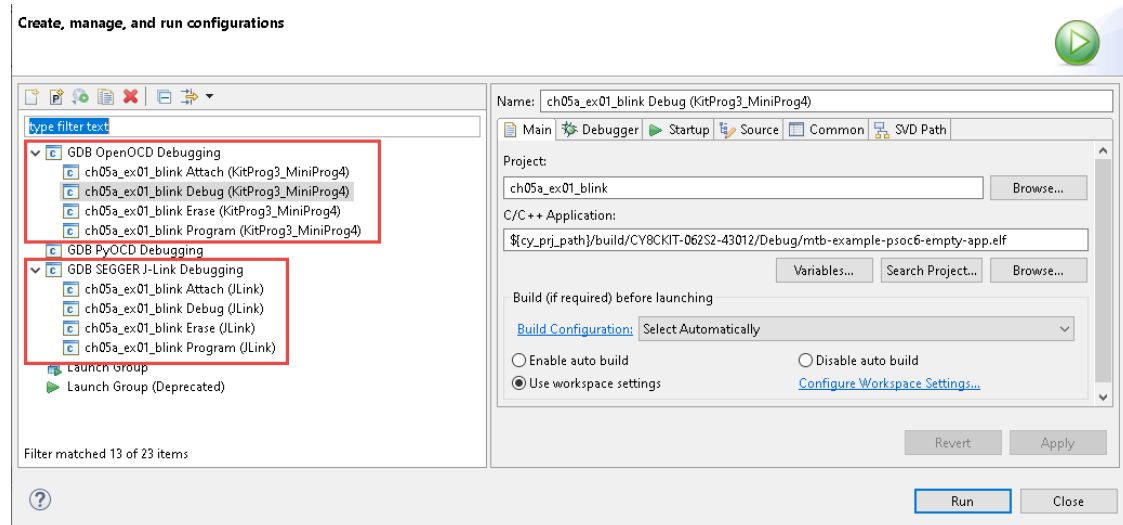 Create, manage, and run configurations
type filter text
GDB OpenOCD Debugging
ch05a_ex01_blink Attach (KitProg3_MiniProg4)
ch05a_ex01_blink Debug (KitProg3_MiniProg4)
ch05a_ex01_blink Erase (KitProg3_MiniProg4)
ch05a_ex01_blink Program (KitProg3_MiniProg4)
GDB PyOCD Debugging
GDB SEGGER J-Link Debugging
ch05a_ex01_blink Attach (JLink)
ch05a_ex01_blink Debug (JLink)
ch05a_ex01_blink Erase (JLink)
ch05a_ex01_blink Program (JLink)
Launch Group
Launch Group (Deprecated)
Filter matched 13 of 23 items
Name: ch05a_ex01_blink Debug (KitProg3_MiniProg4)
Main Debugger Startup Source Common SVD Path
Project:
ch05a_ex01_blink Browse...
C/C++ Application:
${cy_prj_path}/build/CY8CKIT-062S2-43012/Debug/mtb-example-psoc6-empty-app.elf
Variables... Search Project... Browse...
Build (if required) before launching
Build Configuration: Select Automatically
Enable auto build Disable auto build
Use workspace settings Configure Workspace Settings...
Revert Apply
Run Close